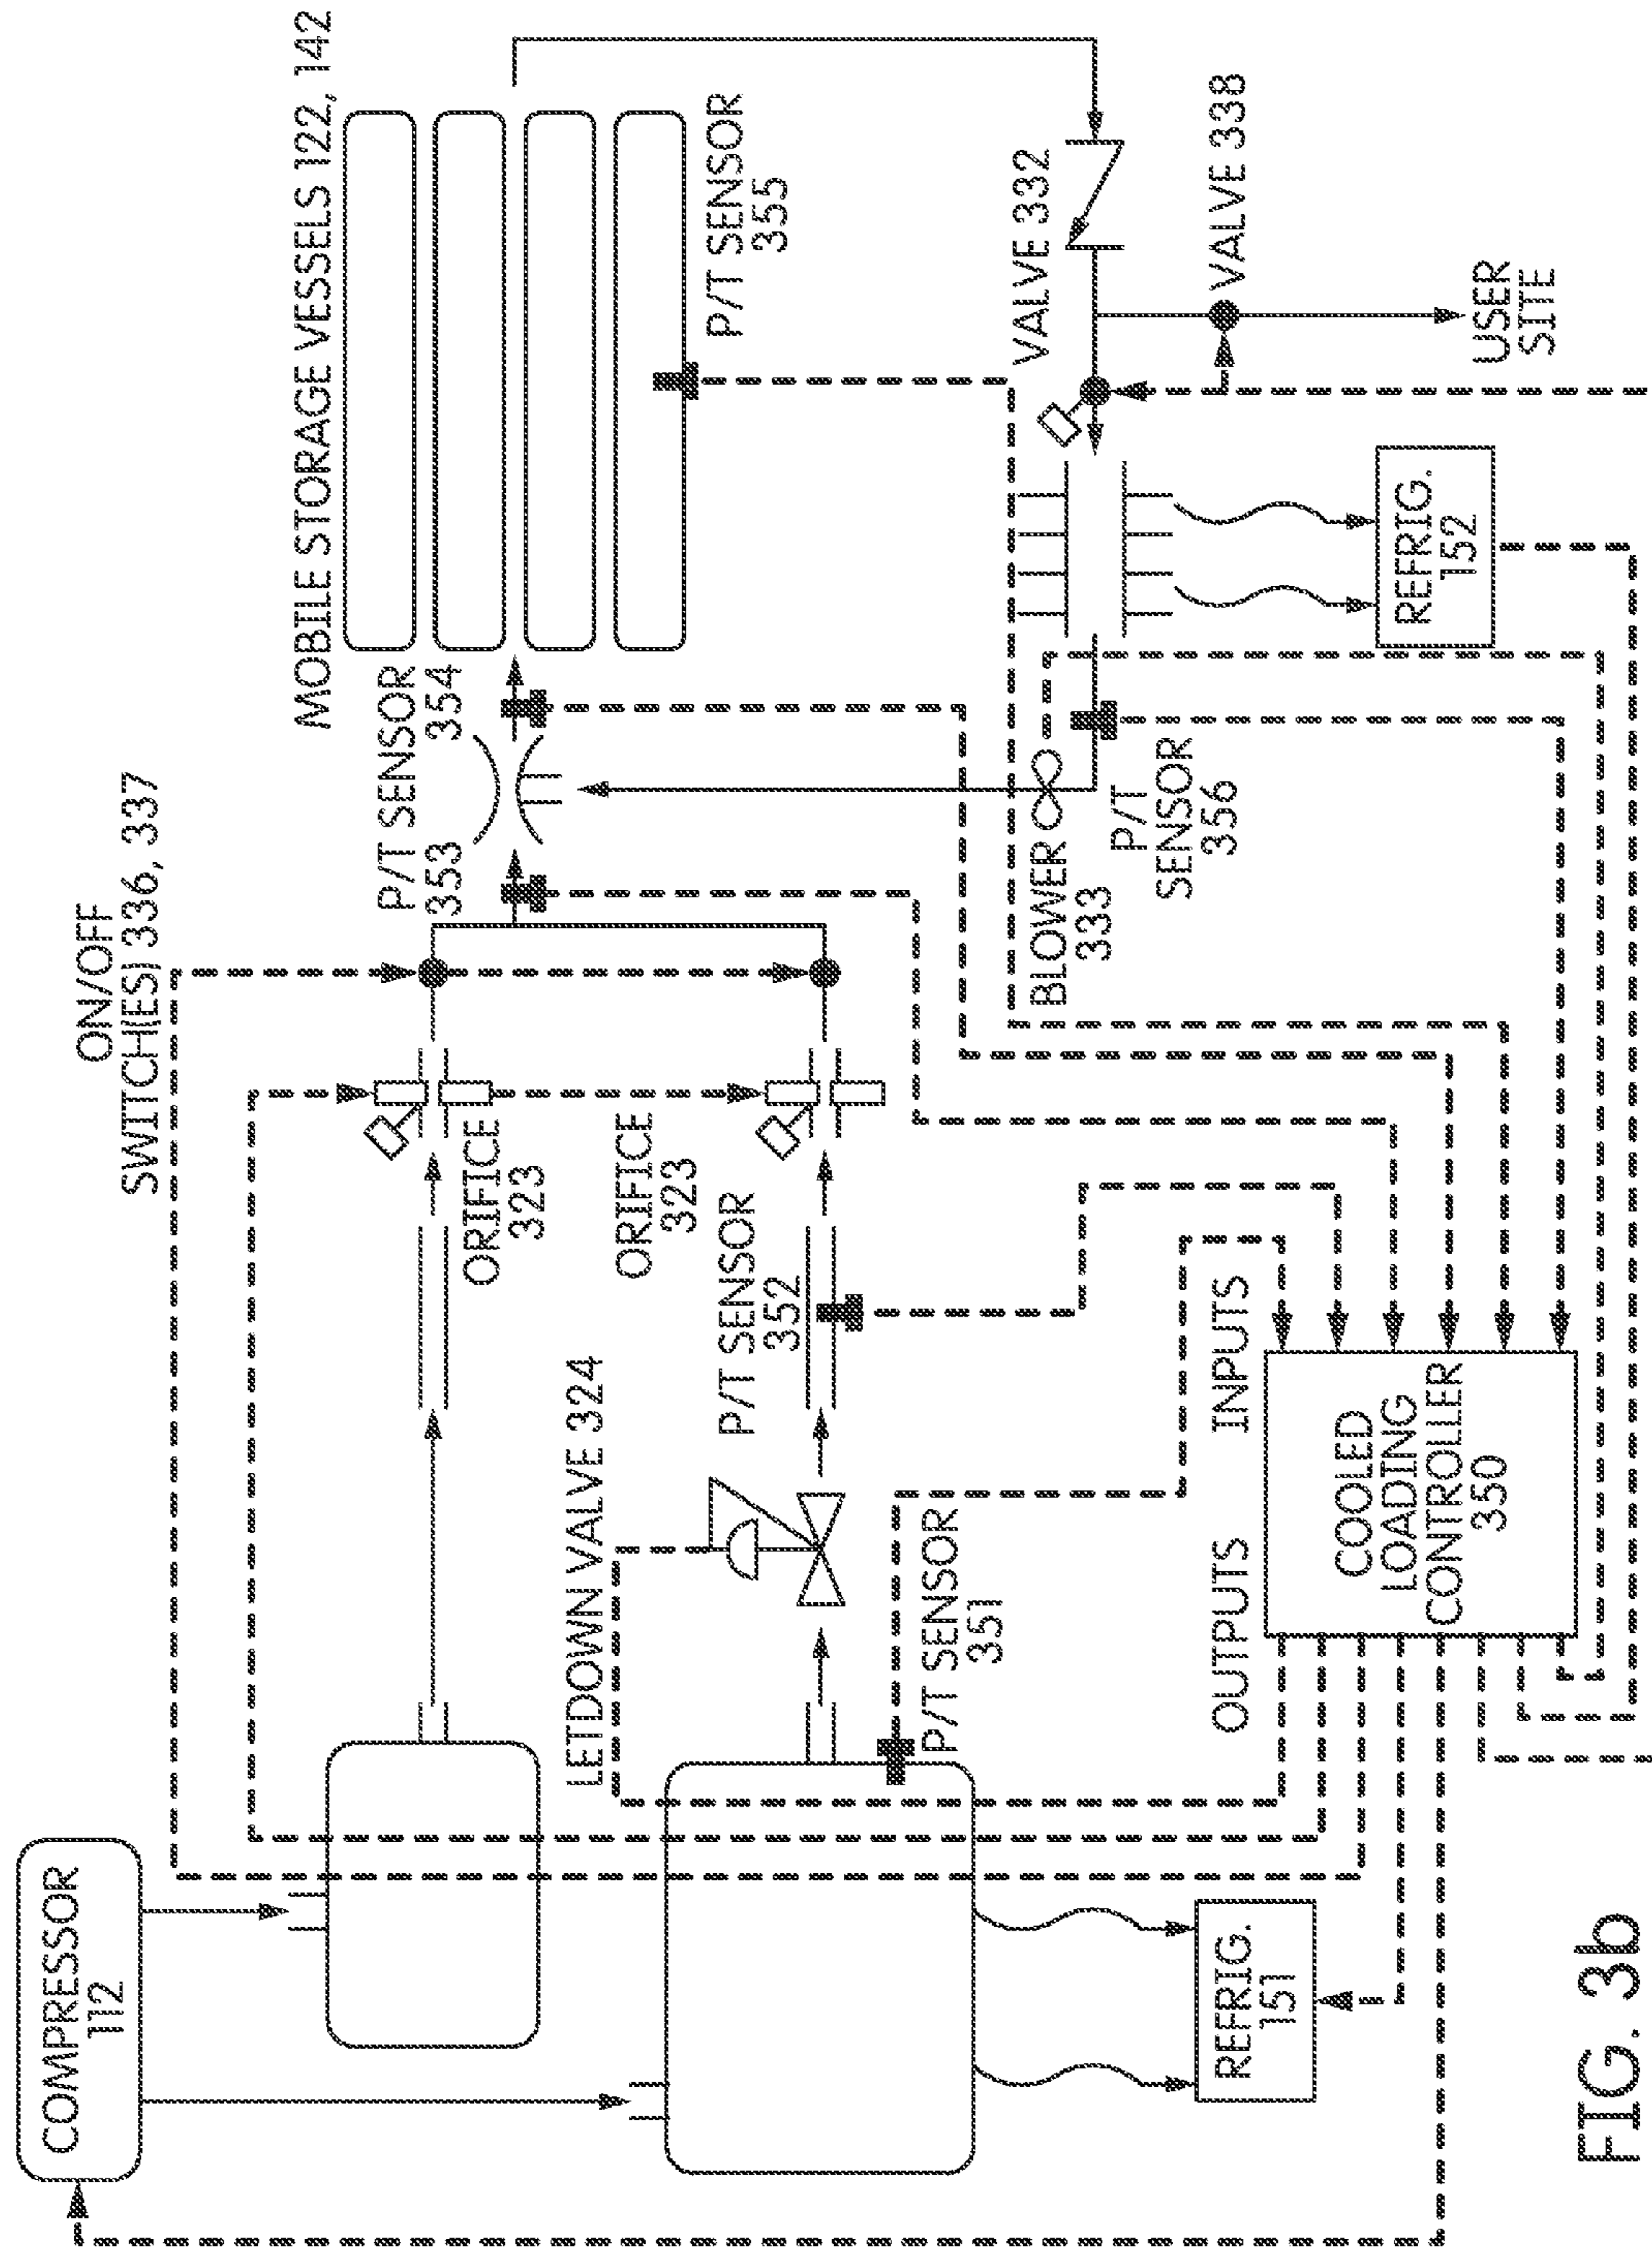 COMPRESSOR
112
ON/OFF
SWITCH(ES) 336, 337
MOBILE STORAGE VESSELS 122, 142
P/T SENSOR
353
354
ORIFICE
323
ORIFICE
323
LETDOWN VALVE 324
P/T SENSOR
352
P/T SENSOR
355
P/T SENSOR
351
BLOWER
333
P/T
SENSOR
356
VALVE 332
VALVE 338
USER
SITE
REFRIG.
151
REFRIG.
152
OUTPUTS
INPUTS
COOLED
LOADING
CONTROLLER
350
FIG. 3b